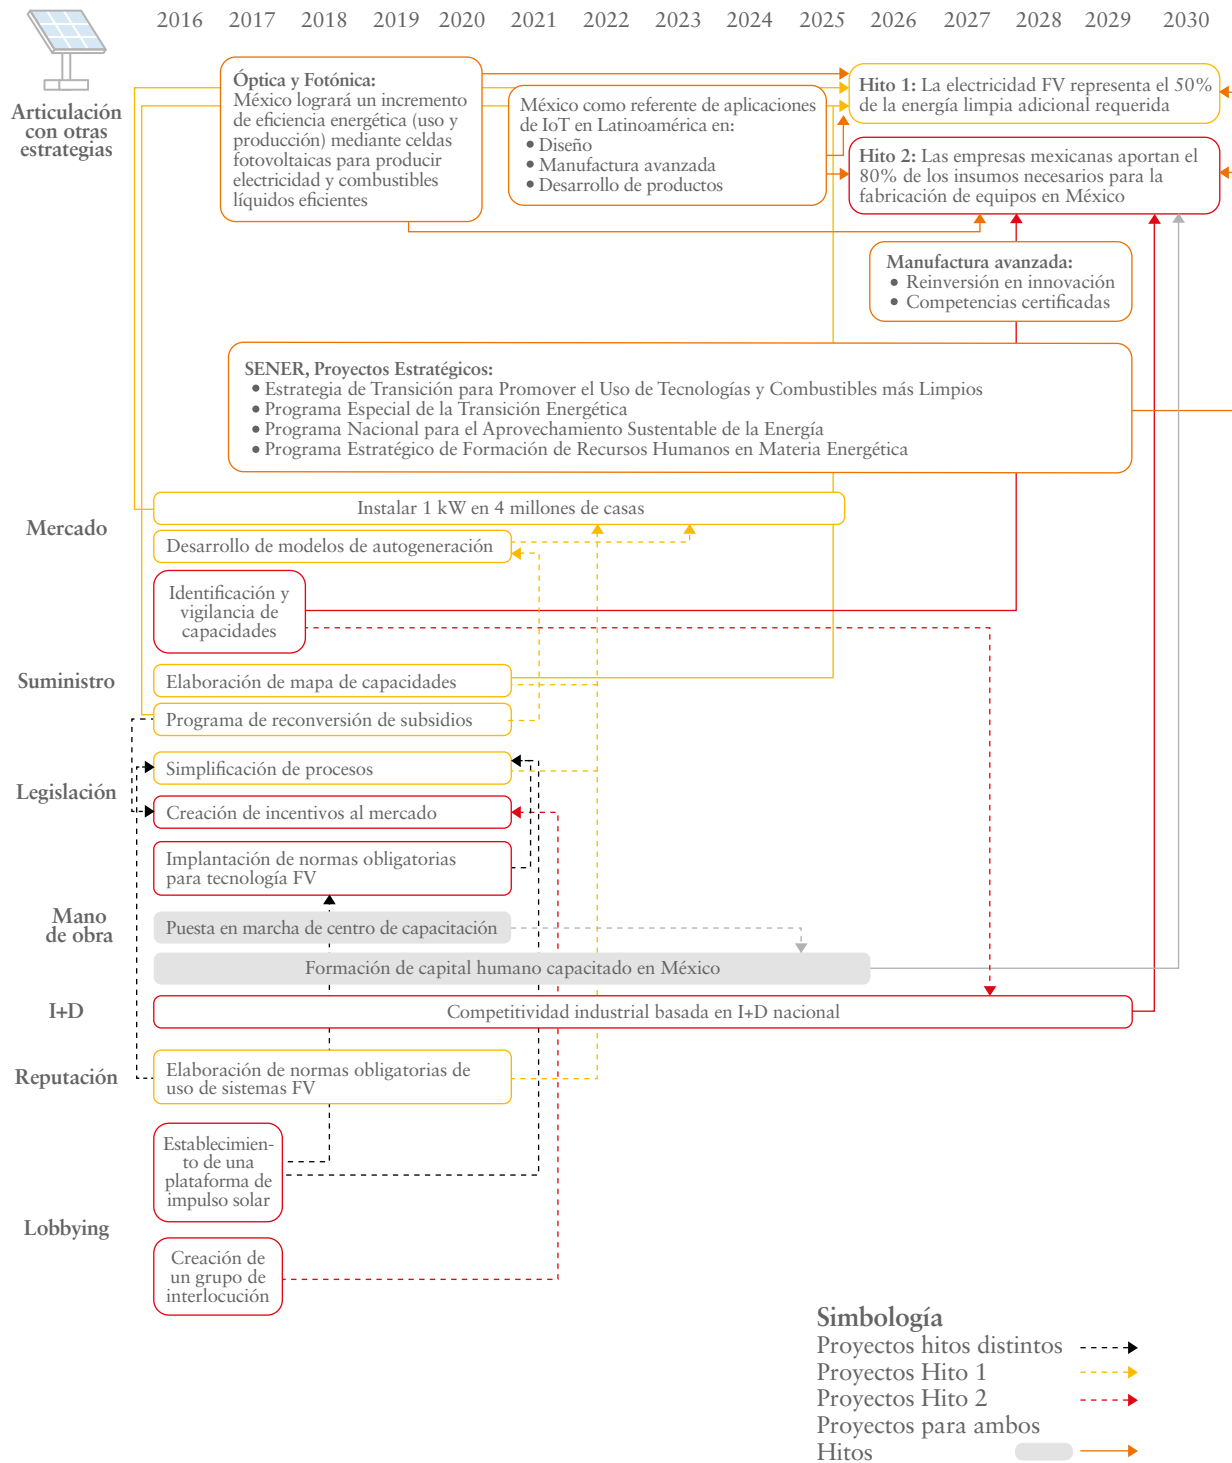 2016 2017 2018 2019 2020 2021 2022 2023 2024 2025 2026 2027 2028 2029 2030
Articulación
con otras
estrategias
Óptica y Fotónica:
México logrará un incremento
de eficiencia energética (uso y
producción) mediante celdas
fotovoltaicas para producir
electricidad y combustibles
líquidos eficientes
México como referente de aplicaciones
de IoT en Latinoamérica en:
• Diseño
• Manufactura avanzada
• Desarrollo de productos
Hito 1: La electricidad FV representa el 50%
de la energía limpia adicional requerida
Hito 2: Las empresas mexicanas aportan el
80% de los insumos necesarios para la
fabricación de equipos en México
Manufactura avanzada:
• Reinversión en innovación
• Competencias certificadas
SENER, Proyectos Estratégicos:
• Estrategia de Transición para Promover el Uso de Tecnologías y Combustibles más Limpios
• Programa Especial de la Transición Energética
• Programa Nacional para el Aprovechamiento Sustentable de la Energía
• Programa Estratégico de Formación de Recursos Humanos en Materia Energética
Mercado
Instalar 1 kW en 4 millones de casas
Desarrollo de modelos de autogeneración
Identificación y
vigilancia de
capacidades
Suministro
Elaboración de mapa de capacidades
Programa de reconversión de subsidios
Legislación
Simplificación de procesos
Creación de incentivos al mercado
Implantación de normas obligatorias
para tecnología FV
Mano
de obra
Puesta en marcha de centro de capacitación
Formación de capital humano capacitado en México
I+D
Competitividad industrial basada en I+D nacional
Reputación
Elaboración de normas obligatorias de
uso de sistemas FV
Lobbying
Establecimien-
to de una
plataforma de
impulso solar
Creación de
un grupo de
interlocución
Simbología
Proyectos hitos distintos
Proyectos Hito 1
Proyectos Hito 2
Proyectos para ambos
Hitos